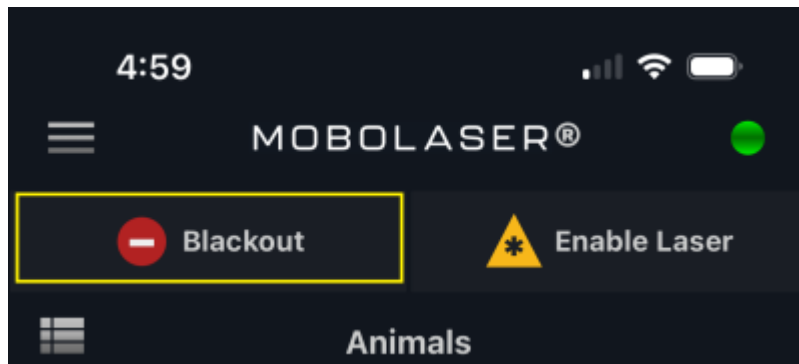 4:59
MOBOLASER®
Blackout
Enable Laser
Animals